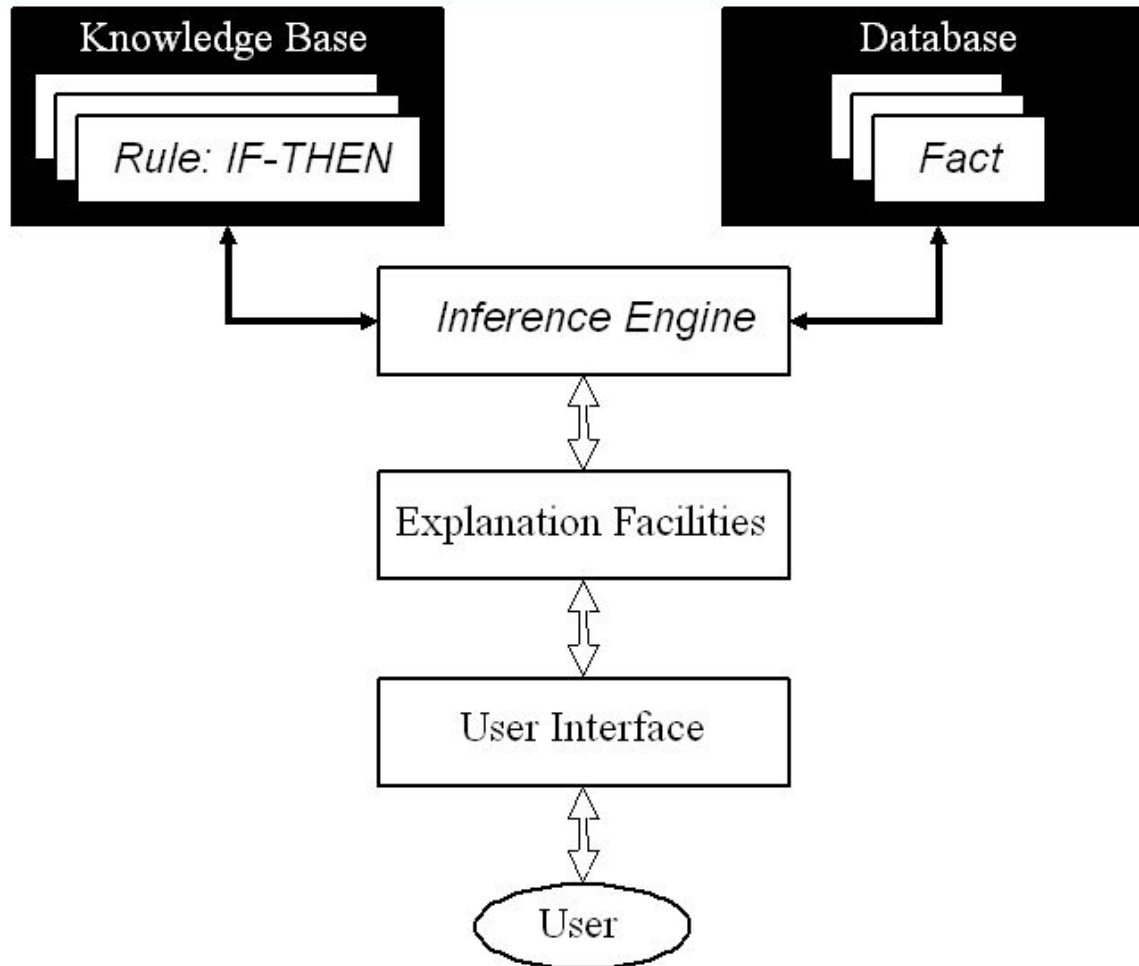 Knowledge Base
Rule: IF-THEN
Database
Fact
Inference Engine
Explanation Facilities
User Interface
User